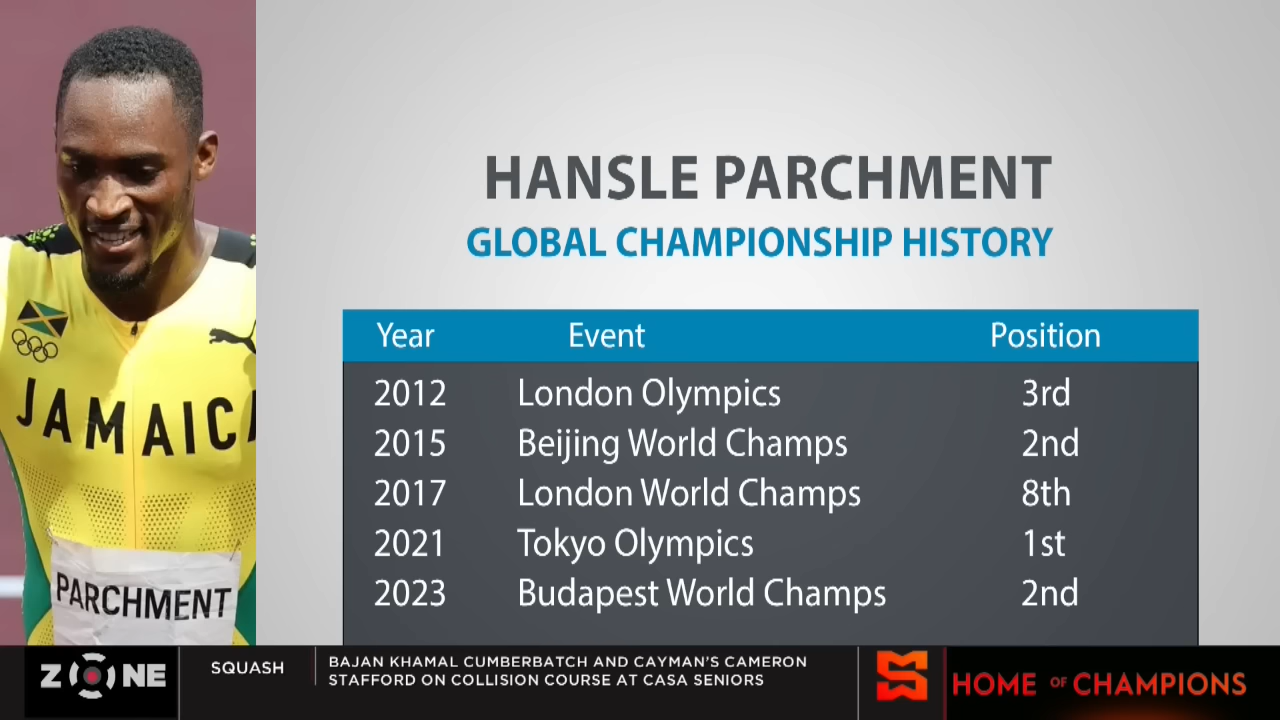 HANSLE PARCHMENT
GLOBAL CHAMPIONSHIP HISTORY
Year Event Position
2012 London Olympics 3rd
2015 Beijing World Champs 2nd
2017 London World Champs 8th
2021 Tokyo Olympics 1st
2023 Budapest World Champs 2nd
JAMAICA
PARCHMENT
ZONE
SQUASH
BAJAN KHAMAL CUMBERBATCH AND CAYMAN'S CAMERON
STAFFORD ON COLLISION COURSE AT CASA SENIORS
HOME OF CHAMPIONS